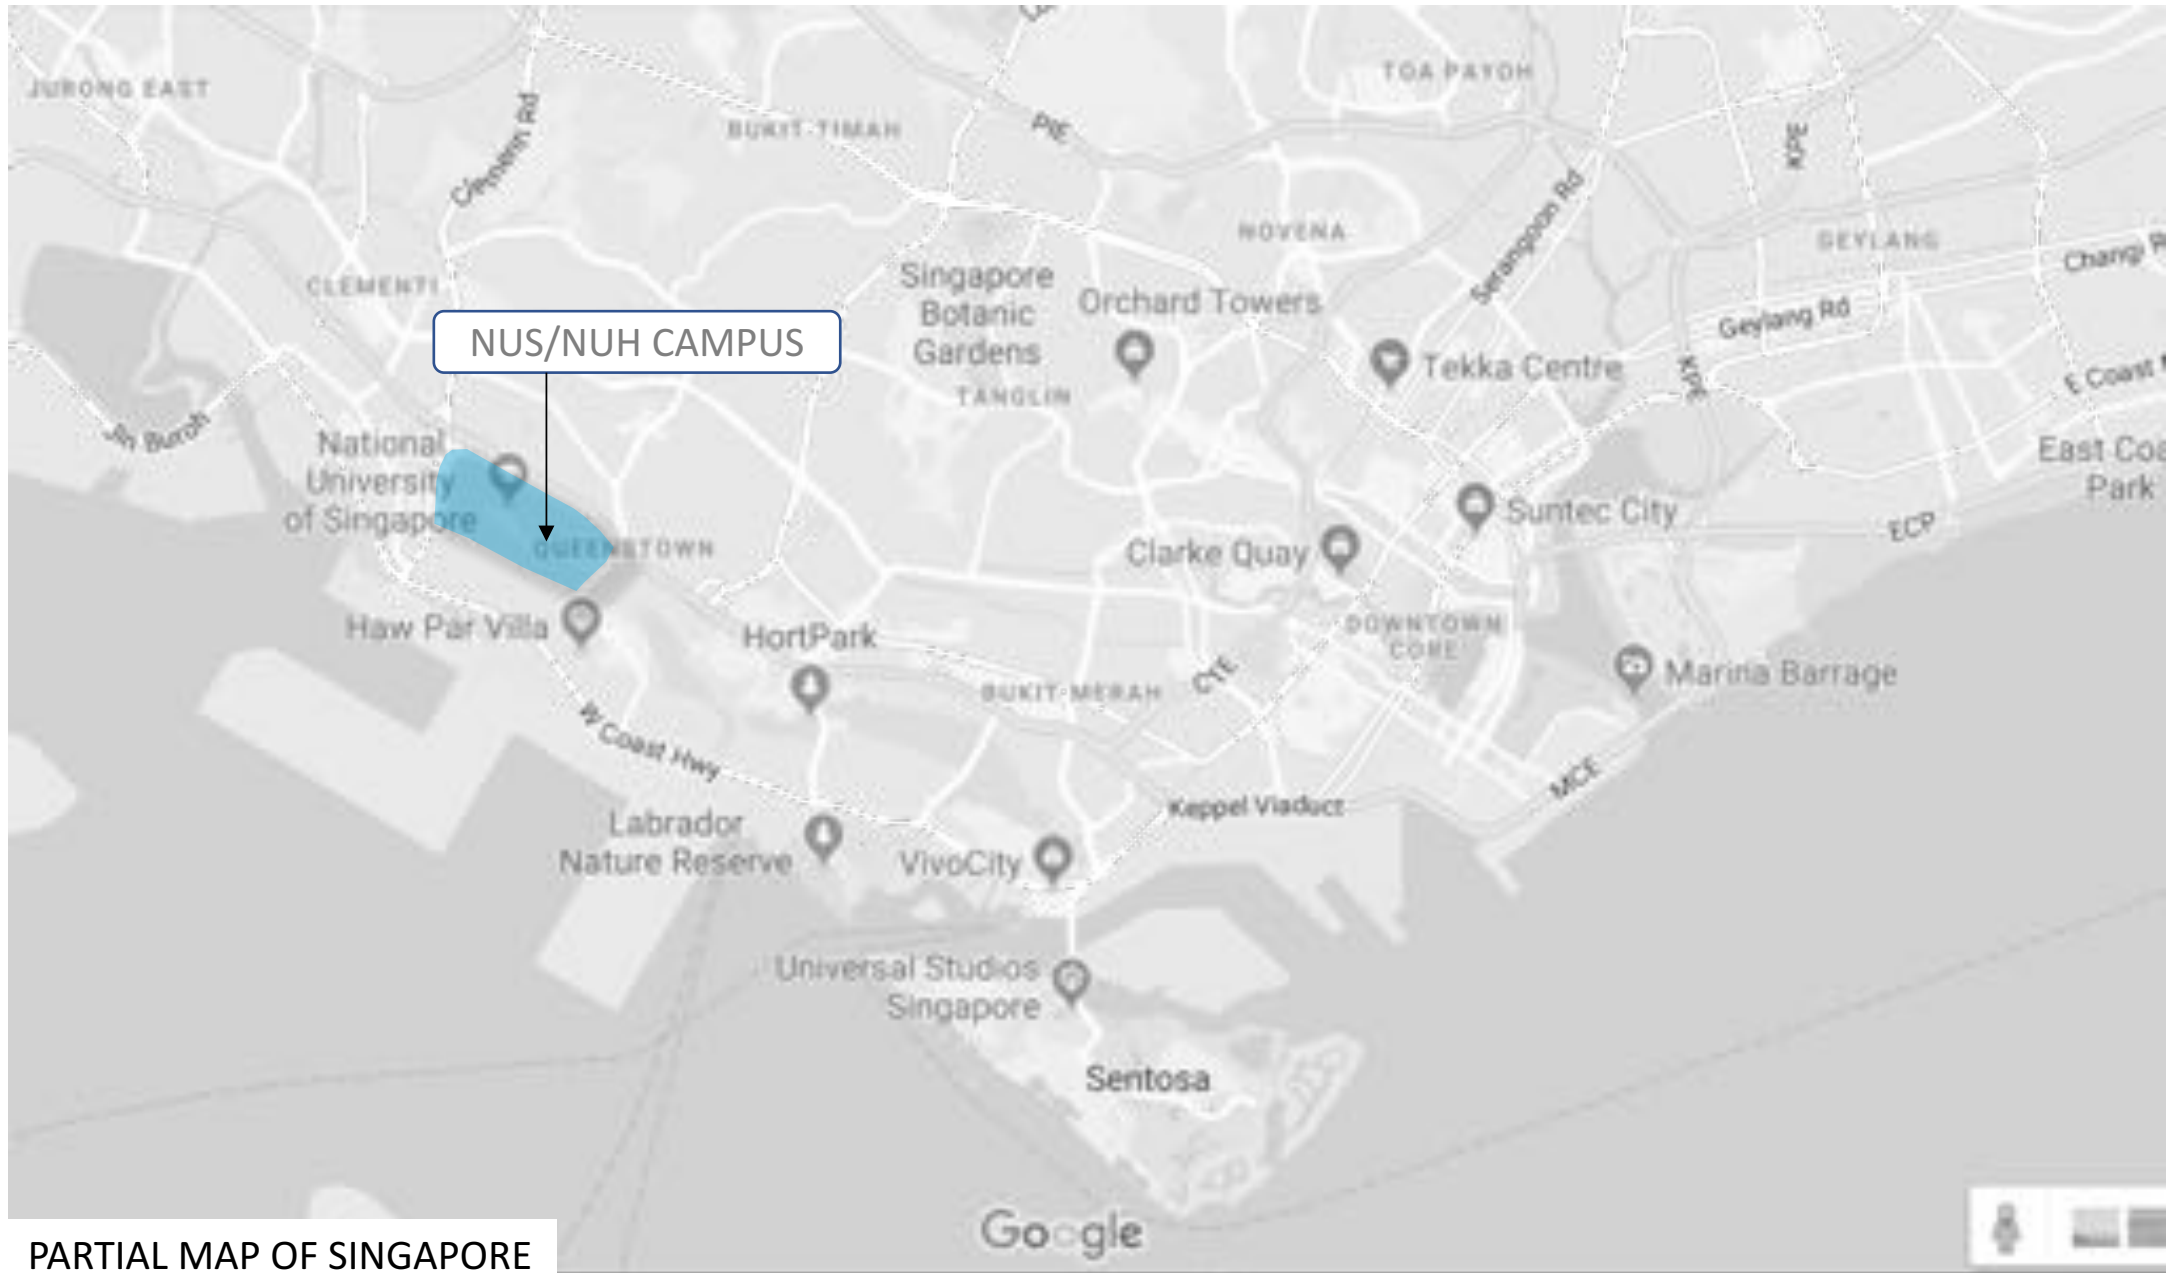 JURONG EAST
TOA PAYOH
Clementi Rd
BUKIT TIMAH
PIE
KPE
Serangoon Rd
NOVENA
GEYLANG
Changi R
CLEMENTI
Singapore
Botanic
Gardens
Orchard Towers
Geylang Rd
NUS/NUH CAMPUS
Tekka Centre
KPE
E Coast
TANGLIN
Jln Buroh
National
University
of Singapore
East Coa
Park
Suntec City
ECP
QUEENSTOWN
Clarke Quay
Haw Par Villa
HortPark
DOWNTOWN
CORE
Marina Barrage
BUKIT MERAH
CTE
W Coast Hwy
MCE
Keppel Viaduct
Labrador
Nature Reserve
VivoCity
Universal Studios
Singapore
Sentosa
Google
PARTIAL MAP OF SINGAPORE